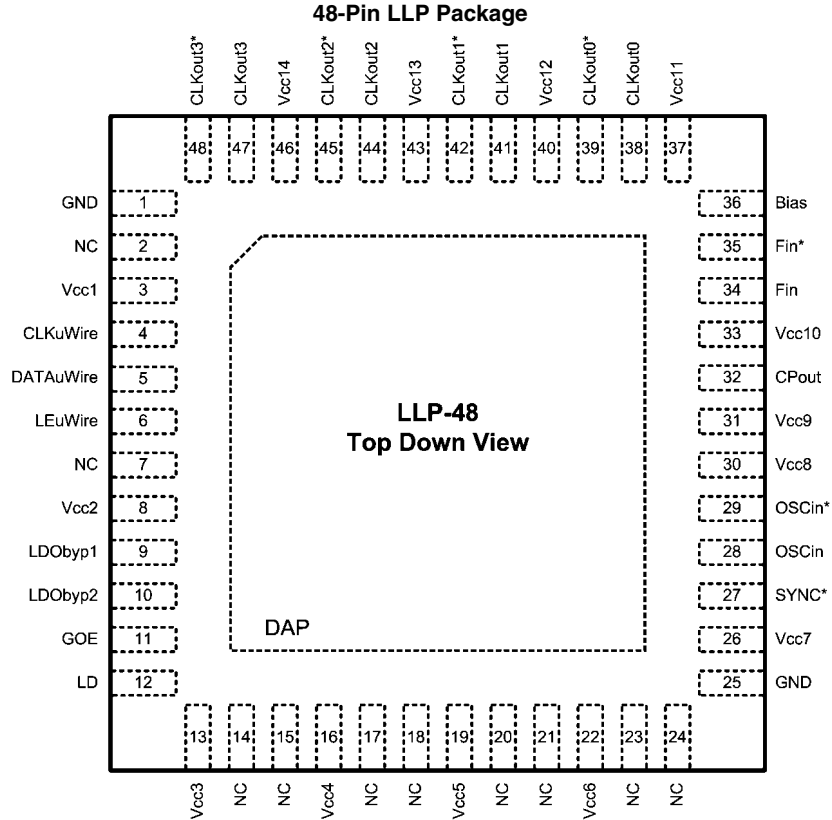 48-Pin LLP Package
CLKout3*
CLKout3
Vcc14
CLKout2*
CLKout2
Vcc13
CLKout1*
CLKout1
Vcc12
CLKout0*
CLKout0
Vcc11
48 47 46 45 44 43 42 41 40 39 38 37
GND 1 36 Bias
NC 2 35 Fin*
Vcc1 3 34 Fin
CLKuWire 4 33 Vcc10
DATAuWire 5 32 CPout
LEuWire 6 31 Vcc9
NC 7 30 Vcc8
Vcc2 8 29 OSCin*
LDObyp1 9 28 OSCin
LDObyp2 10 27 SYNC*
GOE 11 26 Vcc7
LD 12 25 GND
LLP-48
Top Down View
DAP
13 14 15 16 17 18 19 20 21 22 23 24
Vcc3
NC
NC
Vcc4
NC
NC
Vcc5
NC
NC
Vcc6
NC
NC